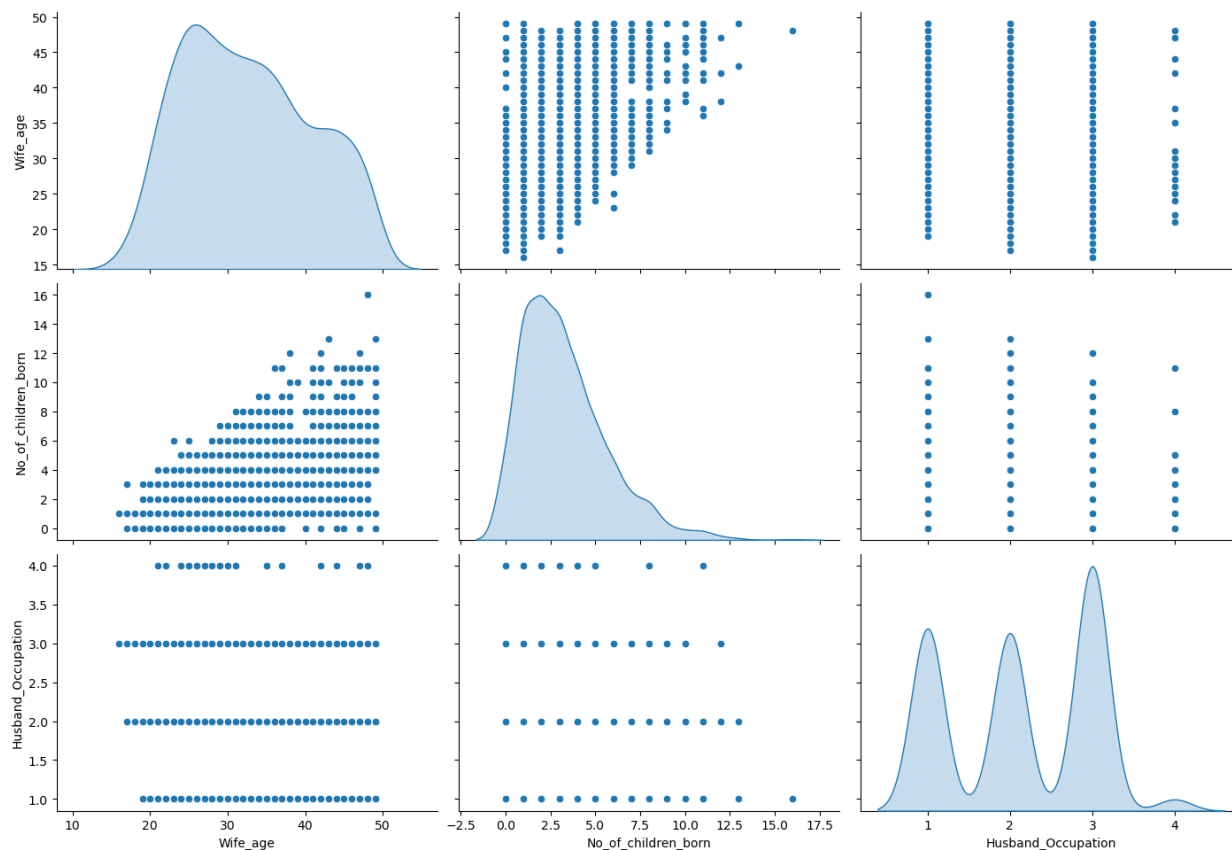 50
45
40
35
30
25
20
15
Wife_age
16
14
12
10
8
6
4
2
0
No_of_children_born
4.0
3.5
3.0
2.5
2.0
1.5
1.0
Husband_Occupation
10 20 30 40 50
Wife_age
−2.5 0.0 2.5 5.0 7.5 10.0 12.5 15.0 17.5
No_of_children_born
1 2 3 4
Husband_Occupation